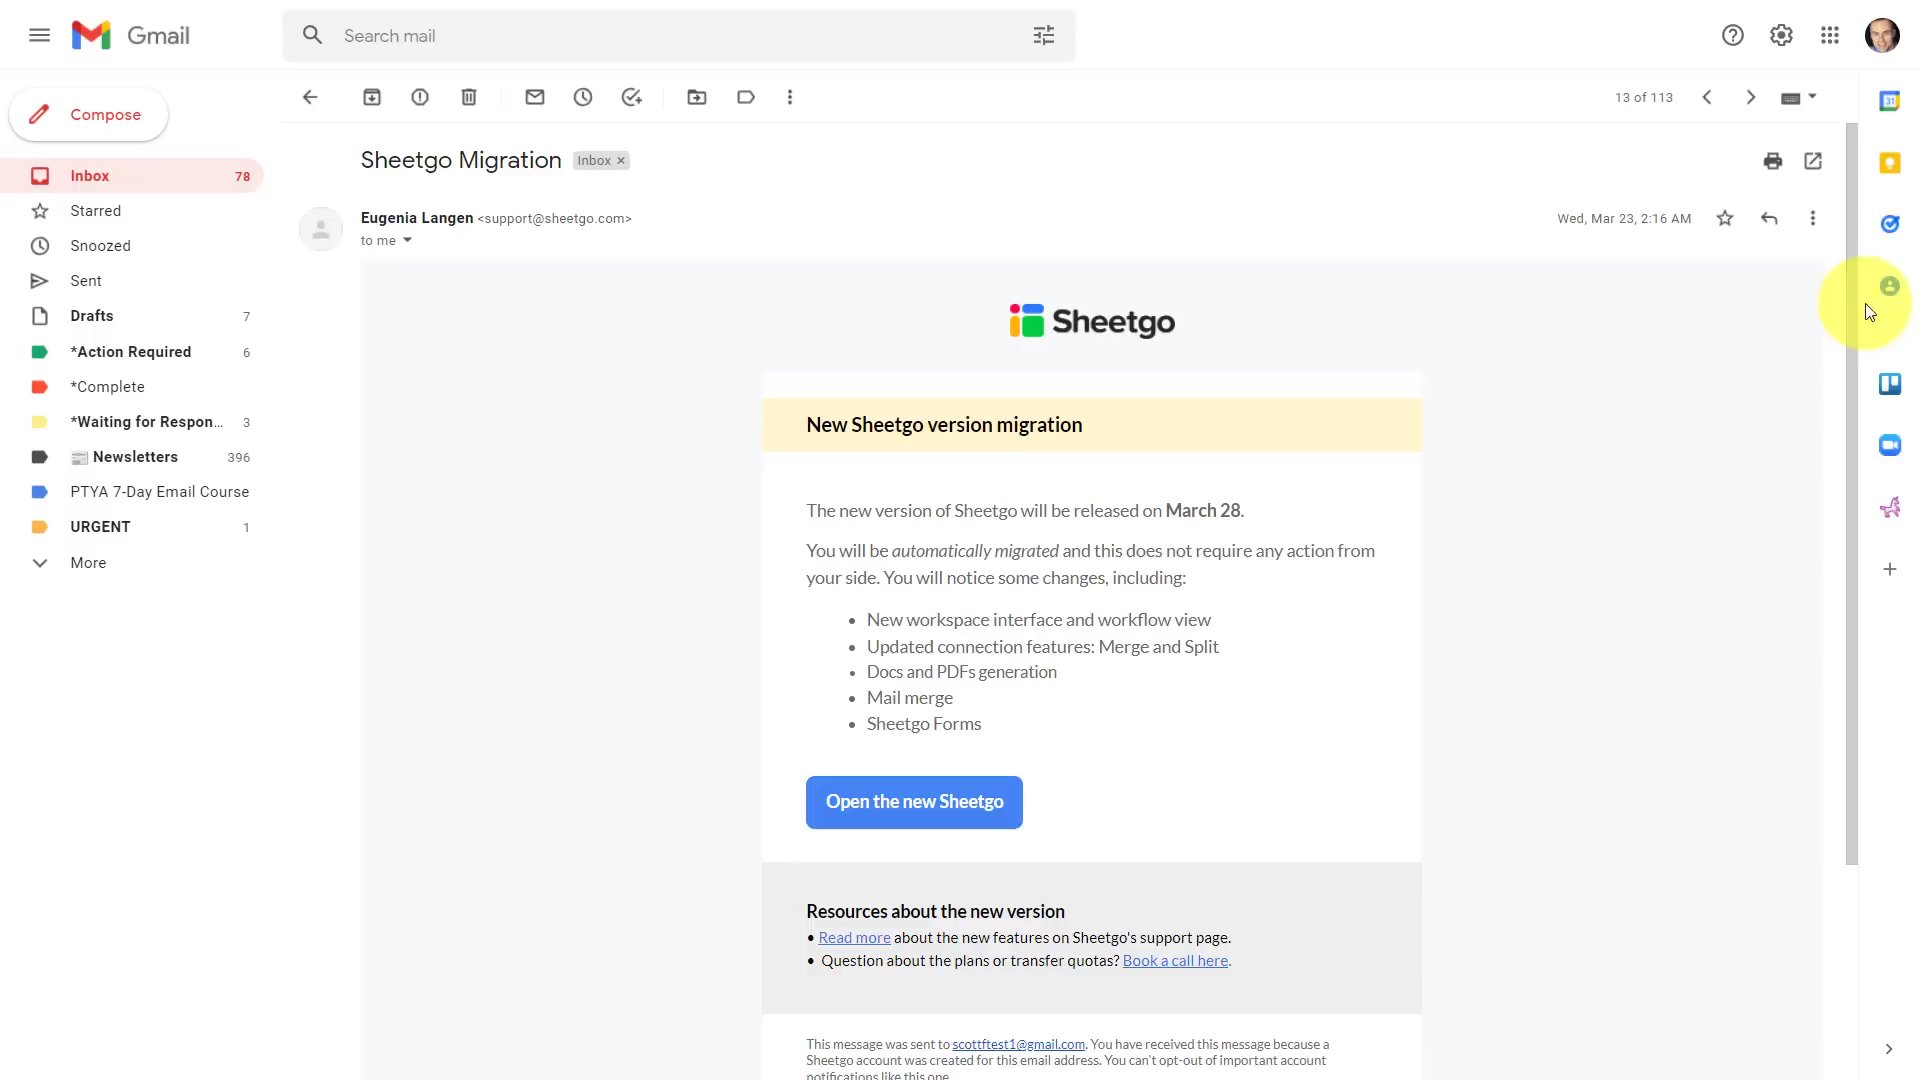 Gmail
Search mail
Compose
13 of 113
31
Inbox 78
Starred
Snoozed
Sent
Drafts 7
*Action Required 6
*Complete
*Waiting for Respon... 3
Newsletters 396
PTYA 7-Day Email Course
URGENT 1
More
Sheetgo Migration Inbox ×
Eugenia Langen <support@sheetgo.com> Wed, Mar 23, 2:16 AM
to me
Sheetgo
New Sheetgo version migration
The new version of Sheetgo will be released on March 28.
You will be automatically migrated and this does not require any action from
your side. You will notice some changes, including:
• New workspace interface and workflow view
• Updated connection features: Merge and Split
• Docs and PDFs generation
• Mail merge
• Sheetgo Forms
Open the new Sheetgo
Resources about the new version
• Read more about the new features on Sheetgo's support page.
• Question about the plans or transfer quotas? Book a call here.
This message was sent to scottftest1@gmail.com. You have received this message because a
Sheetgo account was created for this email address. You can't opt-out of important account
notifications like this one.